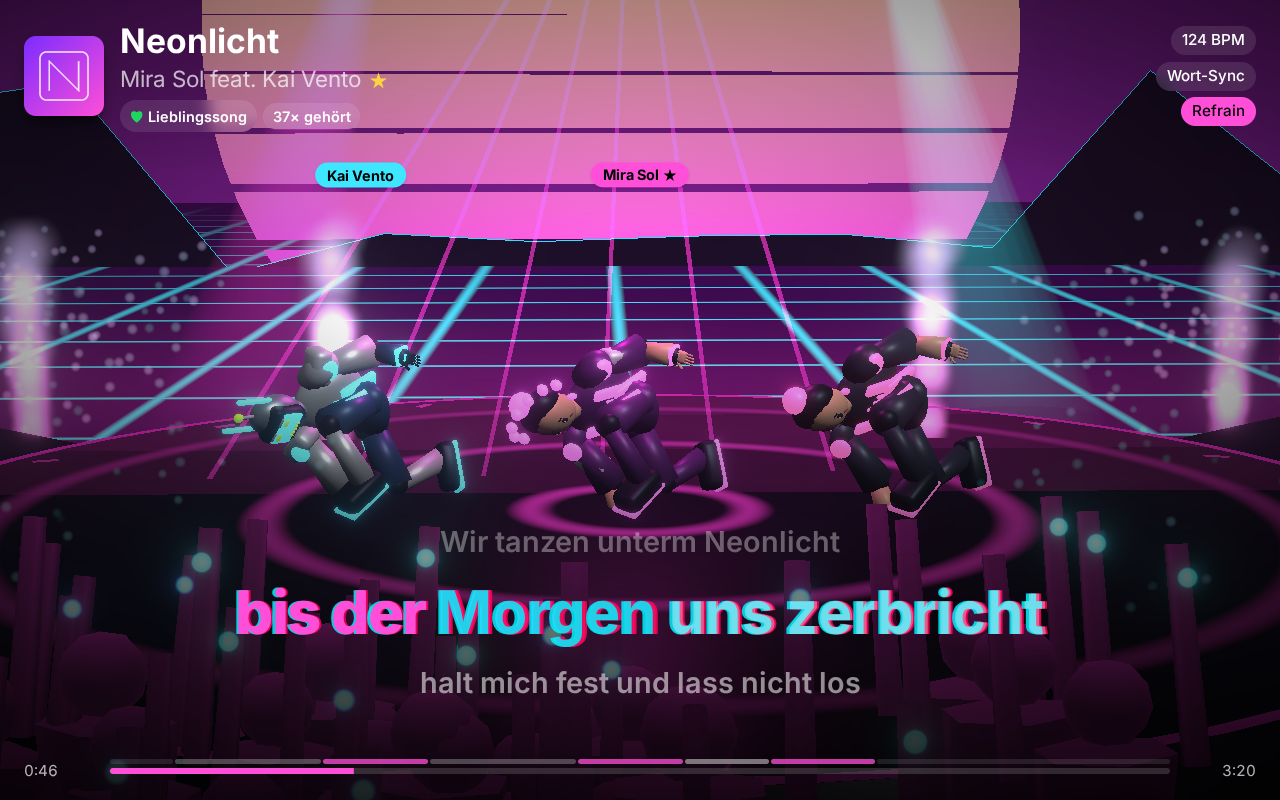 N
Neonlicht
Mira Sol feat. Kai Vento ★
Lieblingssong
37× gehört
124 BPM
Wort-Sync
Refrain
Kai Vento
Mira Sol ★
Wir tanzen unterm Neonlicht
bis der Morgen uns zerbricht
halt mich fest und lass nicht los
0:46
3:20